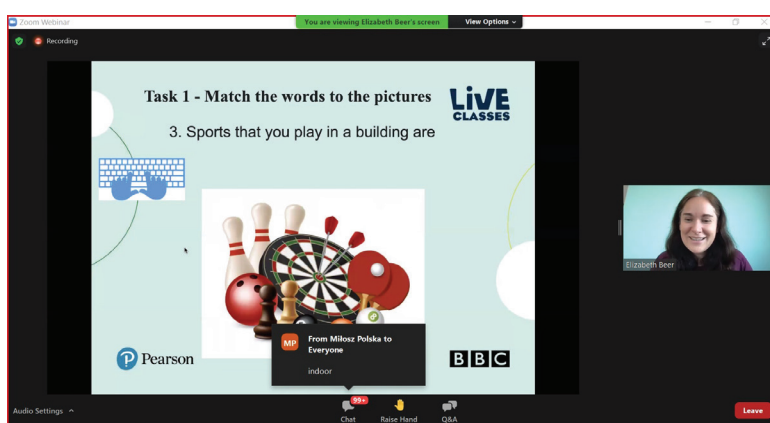 Zoom Webinar
You are viewing Elizabeth Beer's screen
View Options
Recording
Task 1 - Match the words to the pictures
LiVE
CLASSES
3. Sports that you play in a building are
Elizabeth Beer
MP
From Miłosz Polska to
Everyone
indoor
Pearson
BBC
Audio Settings
99+
Chat
Raise Hand
Q&A
Leave